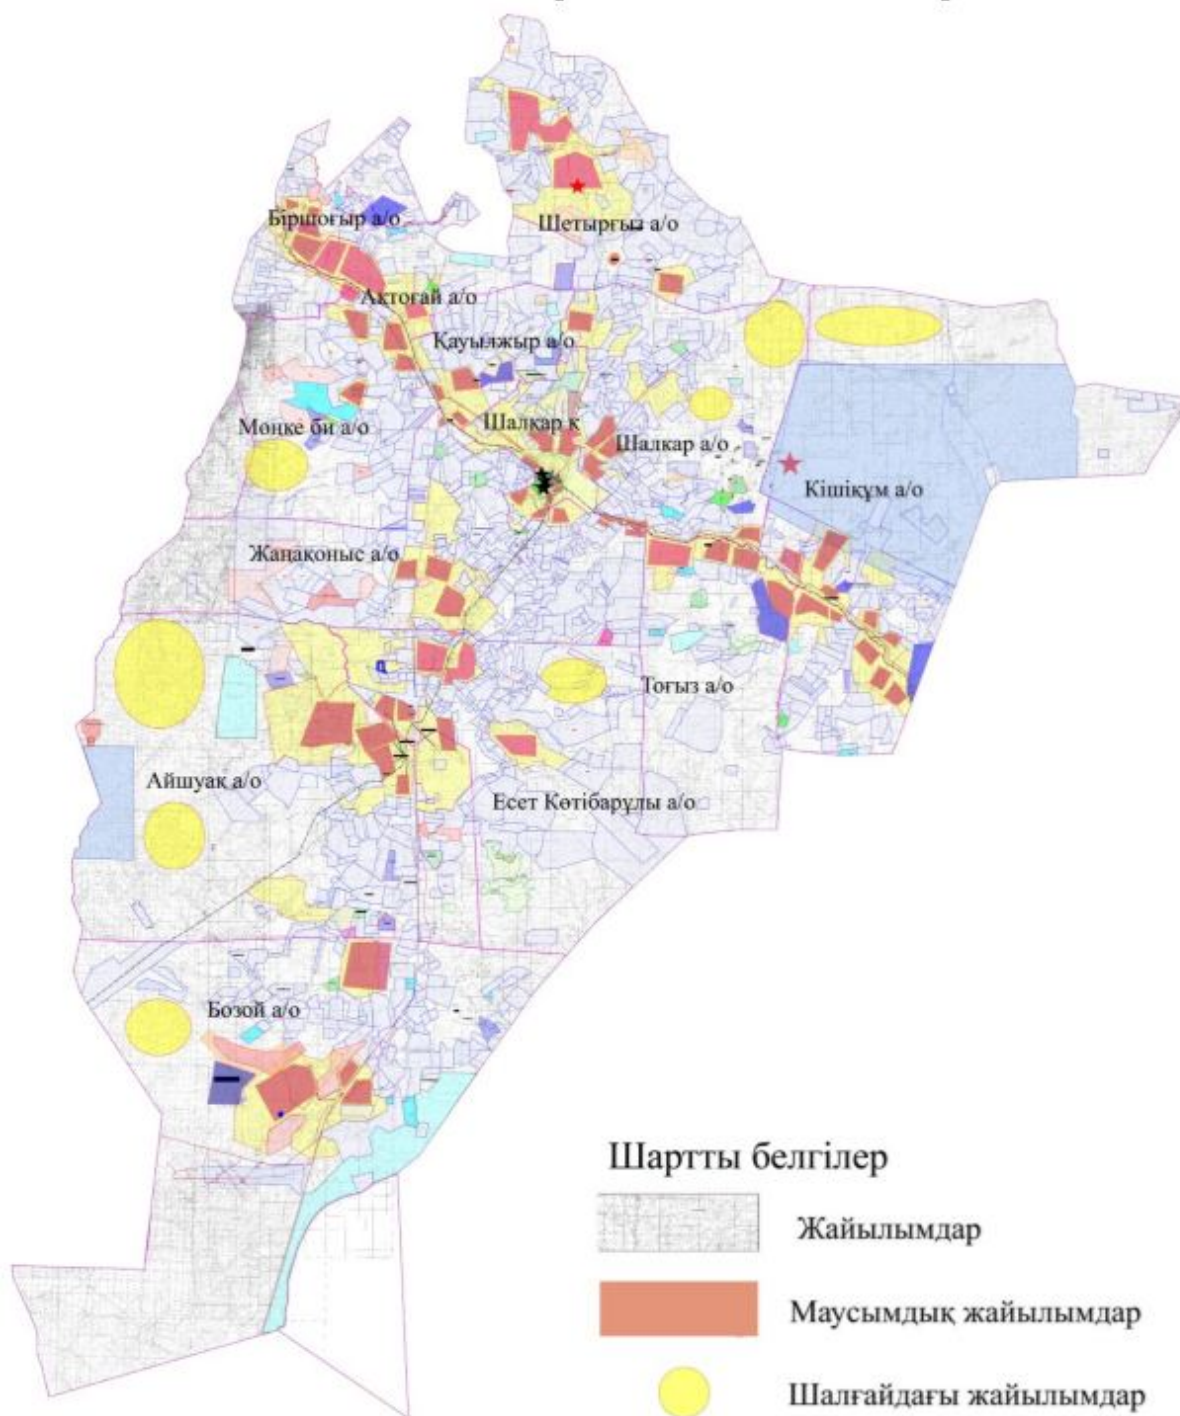 Шетырғыз а/о
Біршоғыр а/о
Ақтоғай а/о
Қауылжыр а/о
Шалқар қ
Мөңке би а/о
Шалқар а/о
Кішіқұм а/о
Жаңақоныс а/о
Тоғыз а/о
Айшуақ а/о
Есет Көтібарұлы а/о
Бозой а/о
Шартты белгілер
Жайылымдар
Маусымдық жайылымдар
Шалғайдағы жайылымдар